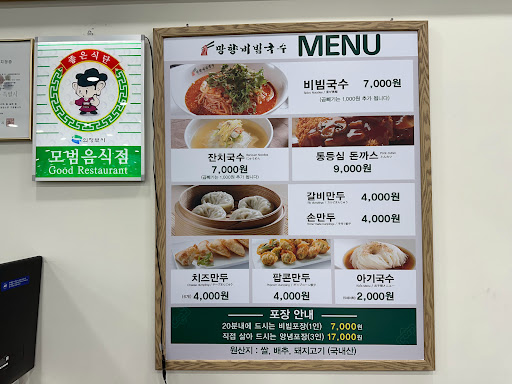 좋은식단
모범음식점
Good Restaurant
망향비빔국수 MENU
비빔국수 7,000원
(곱빼기는 1,000원 추가 됩니다)
잔치국수
7,000원
(곱빼기는 1,000원 추가 됩니다)
통등심 돈까스
9,000원
갈비만두 4,000원
손만두 4,000원
치즈만두
4,000원
팝콘만두
4,000원
아기국수
2,000원
포장 안내
20분내에 드시는 비빔포장(1인) 7,000원
직접 삶아 드시는 양념포장(3인) 17,000원
원산지 : 쌀, 배추, 돼지고기 (국내산)